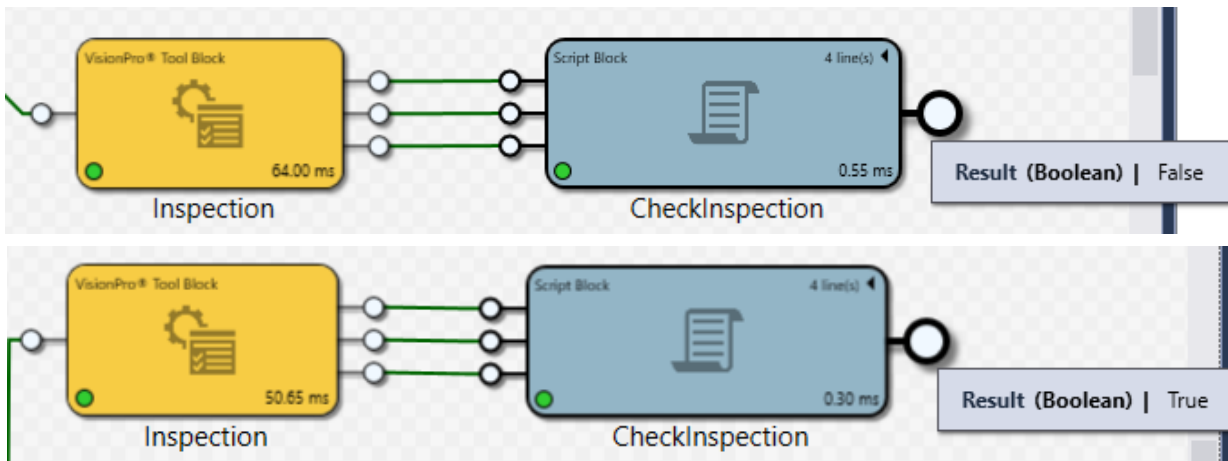 VisionPro® Tool Block
Script Block 4 line(s)
64.00 ms
0.55 ms
Result (Boolean) | False
Inspection
CheckInspection
VisionPro® Tool Block
Script Block 4 line(s)
50.65 ms
0.30 ms
Result (Boolean) | True
Inspection
CheckInspection